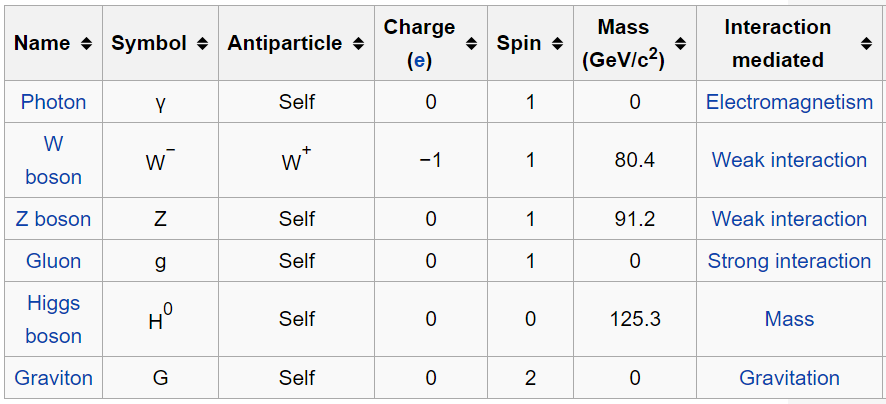 Name Symbol Antiparticle Charge (e) Spin Mass (GeV/c²) Interaction mediated
Photon γ Self 0 1 0 Electromagnetism
W boson W⁻ W⁺ −1 1 80.4 Weak interaction
Z boson Z Self 0 1 91.2 Weak interaction
Gluon g Self 0 1 0 Strong interaction
Higgs boson H⁰ Self 0 0 125.3 Mass
Graviton G Self 0 2 0 Gravitation